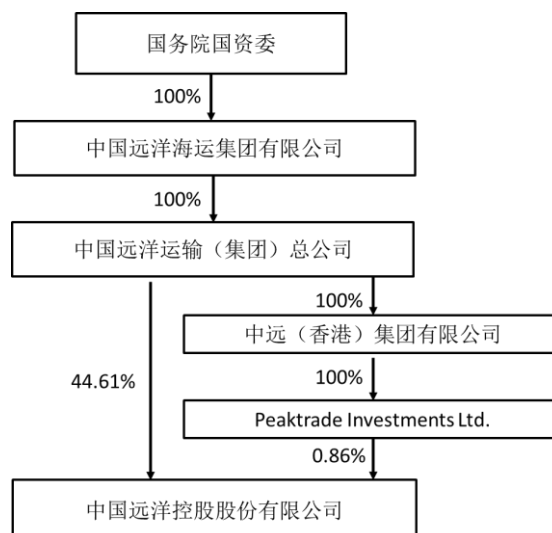 国务院国资委
100%
中国远洋海运集团有限公司
100%
中国远洋运输（集团）总公司
100%
中远（香港）集团有限公司
44.61%
100%
Peaktrade Investments Ltd.
0.86%
中国远洋控股股份有限公司